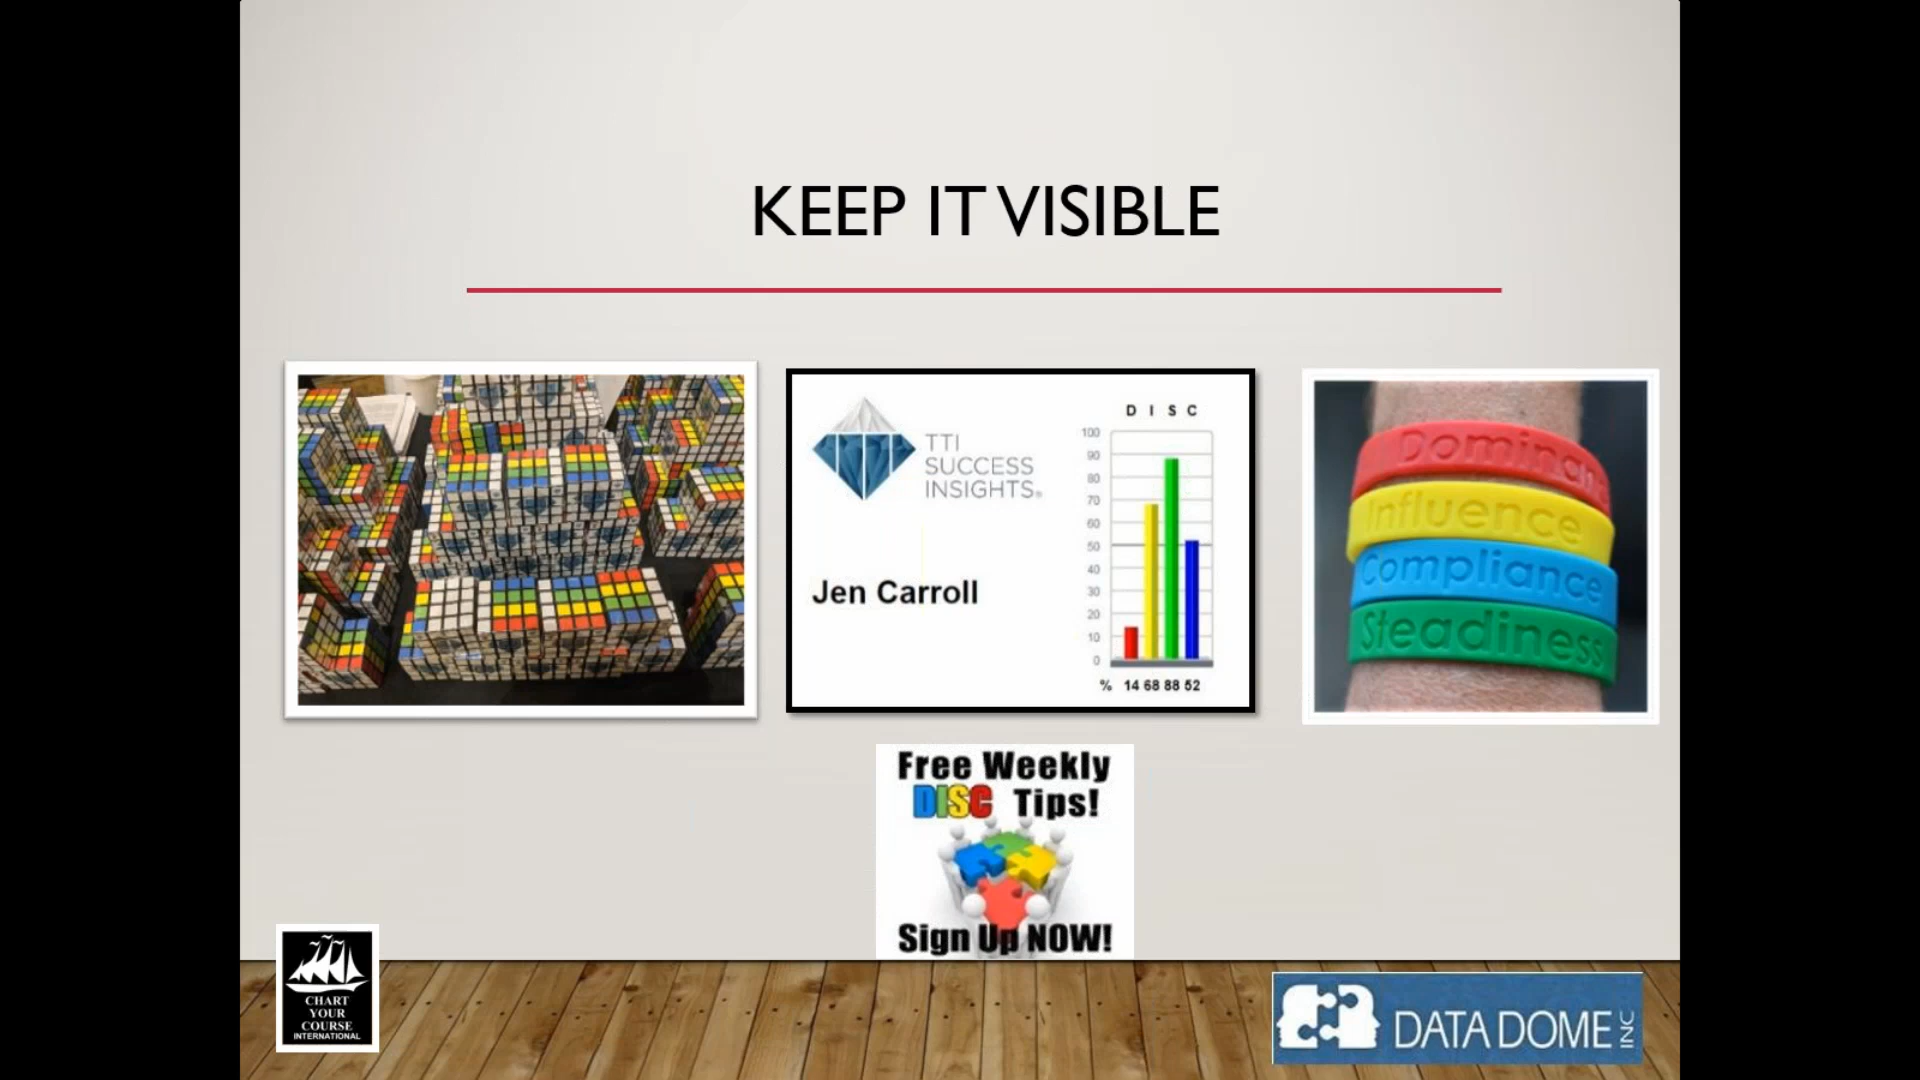 KEEP IT VISIBLE
TTI
SUCCESS
INSIGHTS®
Jen Carroll
D I S C
100
90
80
70
60
50
40
30
20
10
0
% 14 68 88 52
Influence
Compliance
Steadiness
Free Weekly
DISC Tips!
Sign Up NOW!
CHART
YOUR
COURSE
INTERNATIONAL
DATA DOME INC